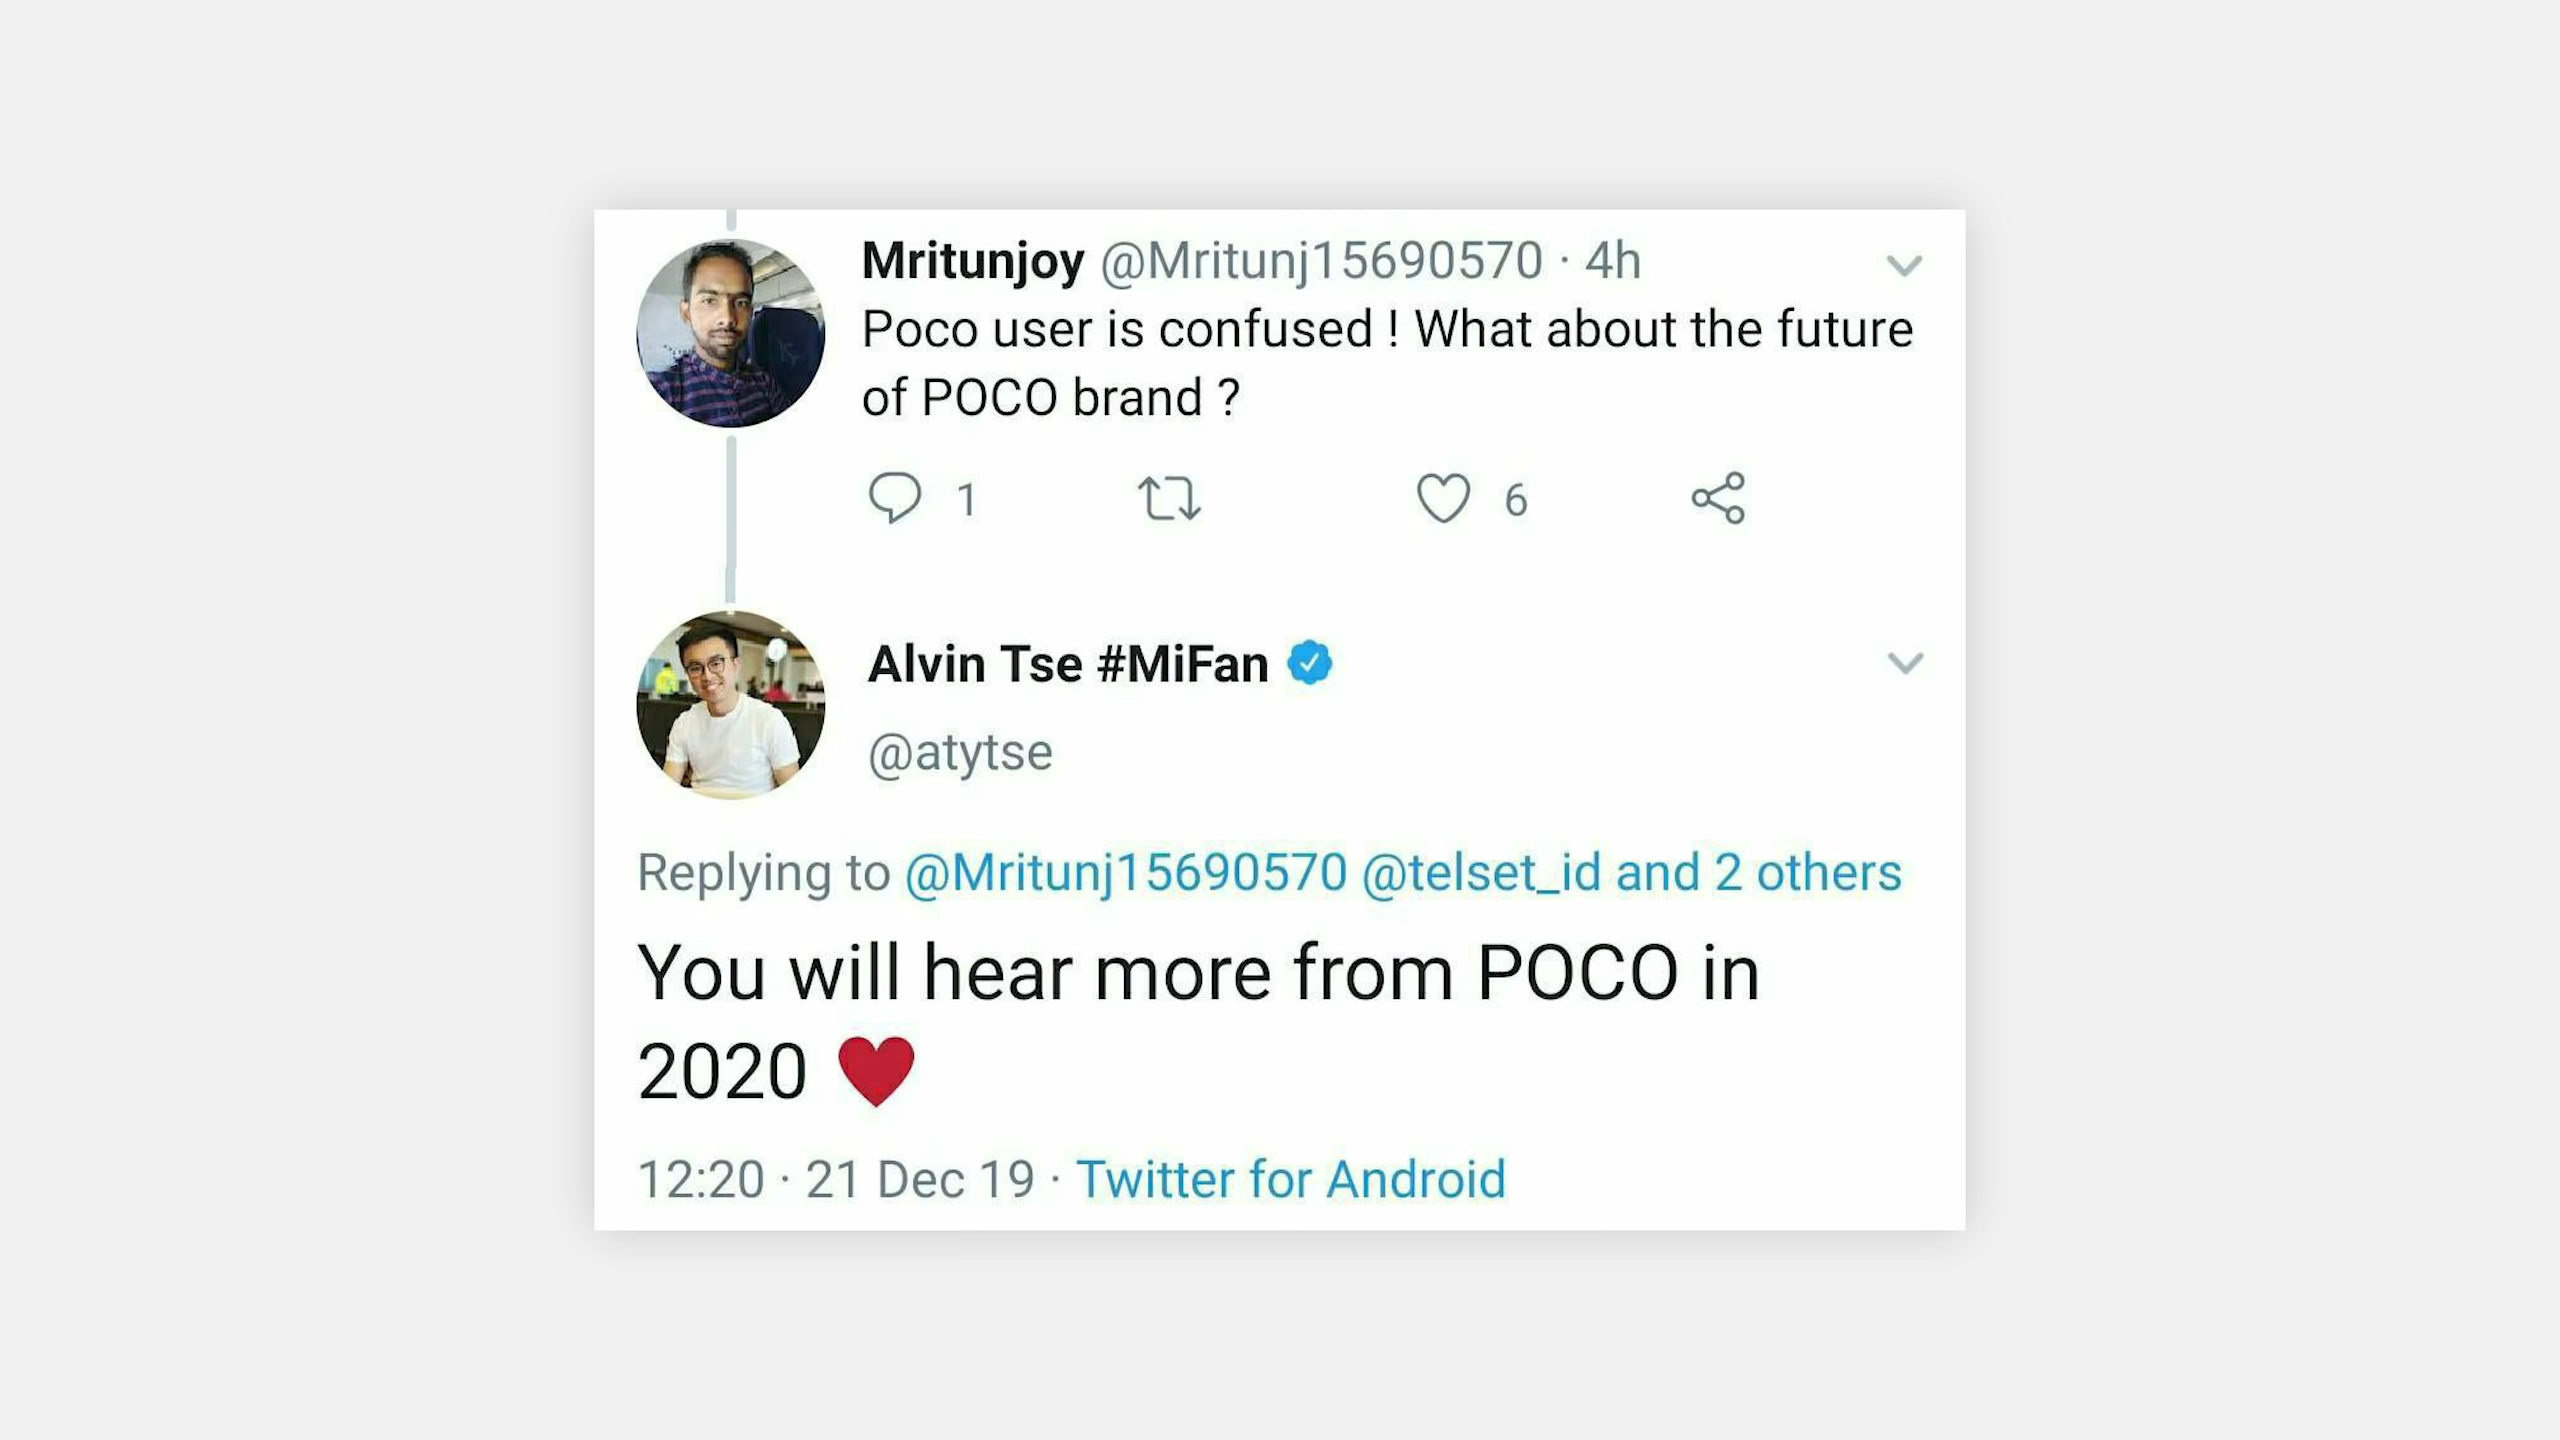 Mritunjoy @Mritunj15690570 · 4h
Poco user is confused ! What about the future
of POCO brand ?
1 6
Alvin Tse #MiFan
@atytse
Replying to @Mritunj15690570 @telset_id and 2 others
You will hear more from POCO in
2020 ❤
12:20 · 21 Dec 19 · Twitter for Android